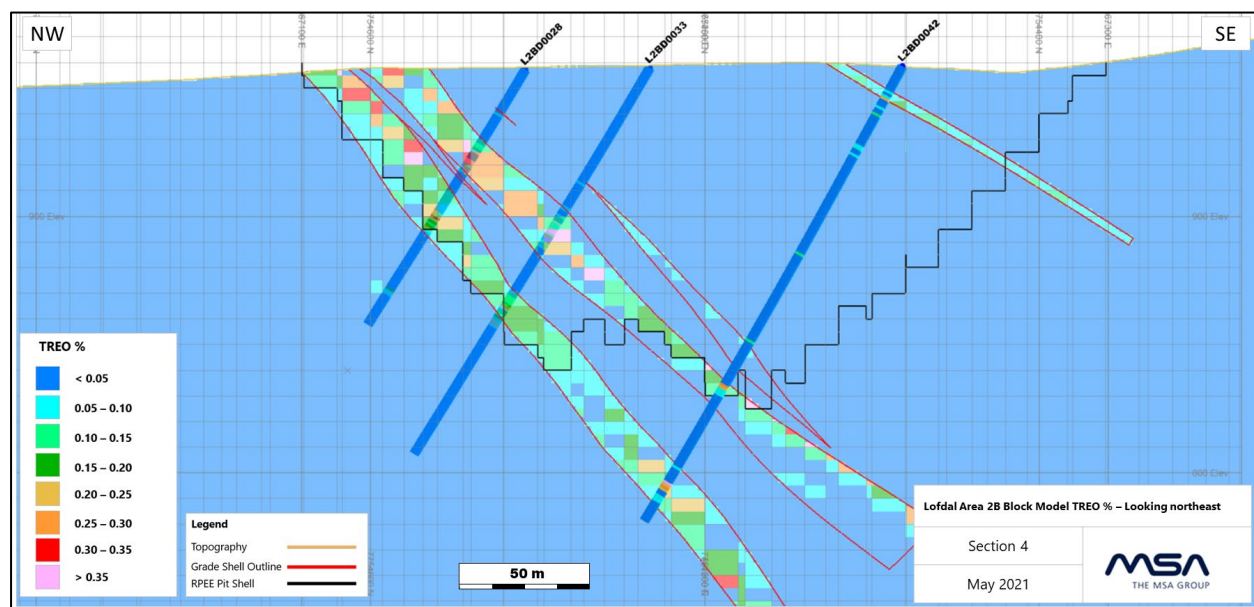 NW
SE
L2BD0028
L2BD0033
L2BD0042
900 Elev
900 Elev
800 Elev
TREO %
< 0.05
0.05 – 0.10
0.10 – 0.15
0.15 – 0.20
0.20 – 0.25
0.25 – 0.30
0.30 – 0.35
> 0.35
Legend
Topography
Grade Shell Outline
RPEE Pit Shell
50 m
Lofdal Area 2B Block Model TREO % – Looking northeast
Section 4
May 2021
MSA
THE MSA GROUP